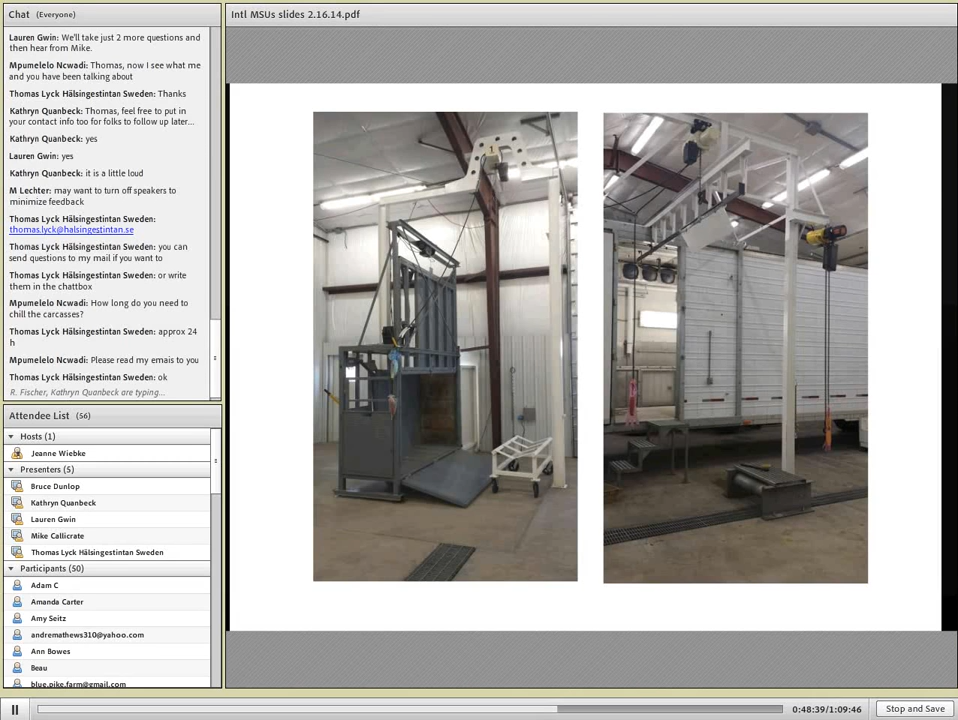 Chat (Everyone)
Lauren Gwin: We'll take just 2 more questions and
then hear from Mike.
Mpumelelo Ncwadi: Thomas, now I see what me
and you have been talking about
Thomas Lyck Hälsingestintan Sweden: Thanks
Kathryn Quanbeck: Thomas, feel free to put in
your contact info too for folks to follow up later...
Kathryn Quanbeck: yes
Lauren Gwin: yes
Kathryn Quanbeck: it is a little loud
M Lechter: may want to turn off speakers to
minimize feedback
Thomas Lyck Hälsingestintan Sweden:
thomas.lyck@halsingestintan.se
Thomas Lyck Hälsingestintan Sweden: you can
send questions to my mail if you want to
Thomas Lyck Hälsingestintan Sweden: or write
them in the chattbox
Mpumelelo Ncwadi: How long do you need to
chill the carcasses?
Thomas Lyck Hälsingestintan Sweden: approx 24
h
Mpumelelo Ncwadi: Please read my emais to you
Thomas Lyck Hälsingestintan Sweden: ok
R. Fischer, Kathryn Quanbeck are typing...
Attendee List (56)
Hosts (1)
Jeanne Wiebke
Presenters (5)
Bruce Dunlop
Kathryn Quanbeck
Lauren Gwin
Mike Callicrate
Thomas Lyck Hälsingestintan Sweden
Participants (50)
Adam C
Amanda Carter
Amy Seitz
andremathews310@yahoo.com
Ann Bowes
Beau
blue.pike.farm@gmail.com
Intl MSUs slides 2.16.14.pdf
1
0:48:39/1:09:46
Stop and Save